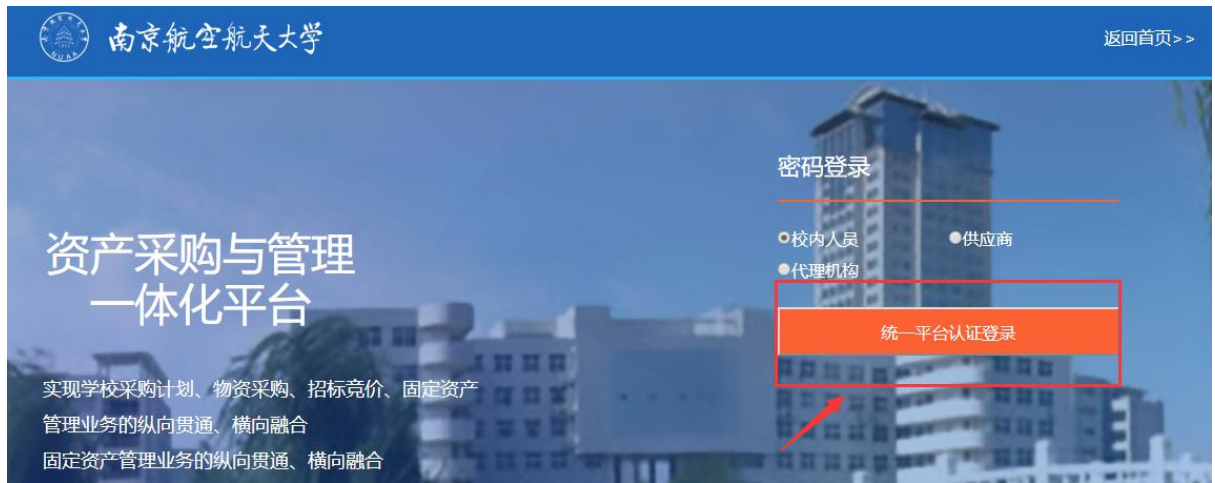 南京航空航天大学
NUAA
返回首页>>
密码登录
校内人员
供应商
代理机构
统一平台认证登录
资产采购与管理
一体化平台
实现学校采购计划、物资采购、招标竞价、固定资产
管理业务的纵向贯通、横向融合
固定资产管理业务的纵向贯通、横向融合